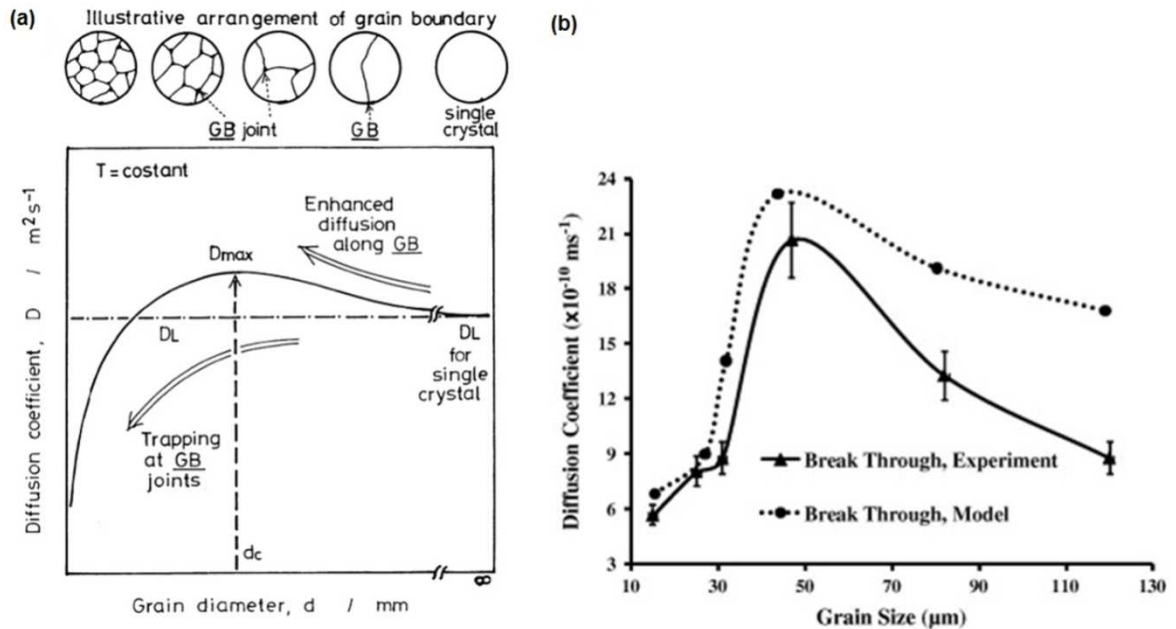 (a)
Illustrative arrangement of grain boundary
GB joint
GB
single
crystal
T = costant
Enhanced
diffusion
along GB
Dmax
DL
DL
for
single
crystal
Trapping
at GB
joints
dc
∞
Diffusion coefficient, D / m²s⁻¹
Grain diameter, d / mm
(b)
24
21
18
15
12
9
6
3
Diffusion Coefficient (x10⁻¹⁰ ms⁻¹)
Break Through, Experiment
Break Through, Model
10 30 50 70 90 110 130
Grain Size (µm)